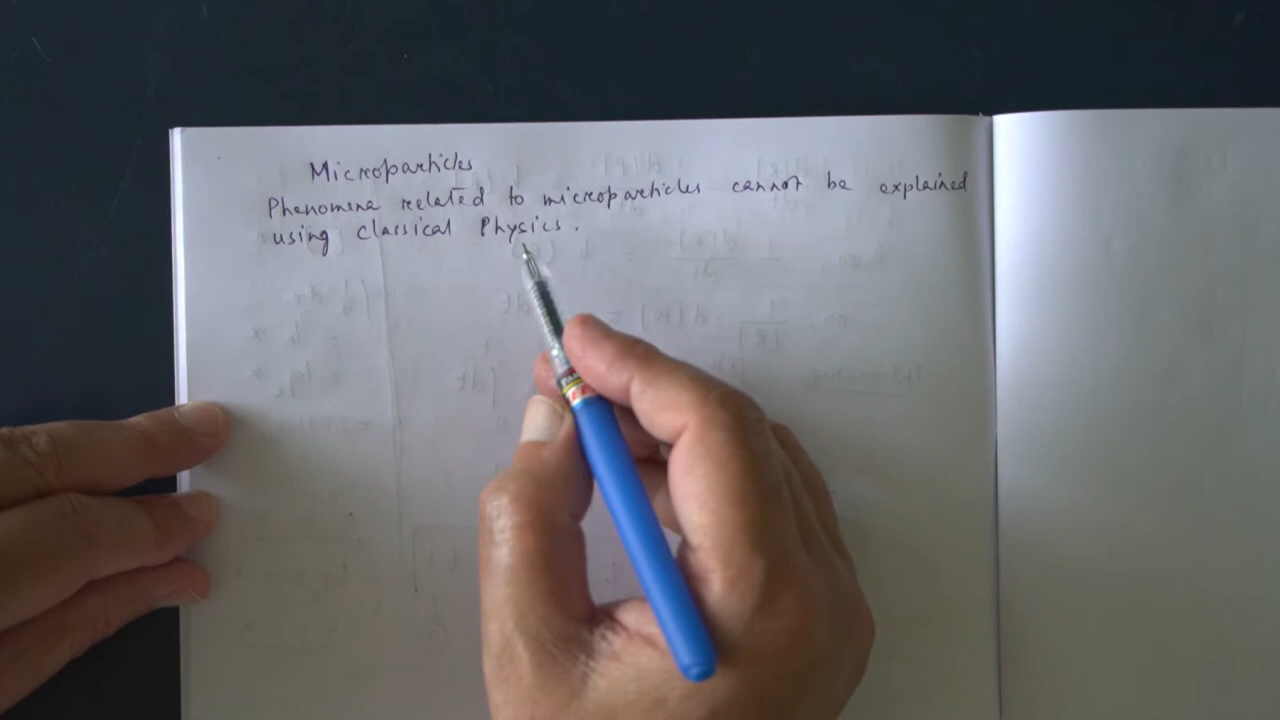 Microparticles
Phenomena related to microparticles cannot be explained
using Classical Physics.